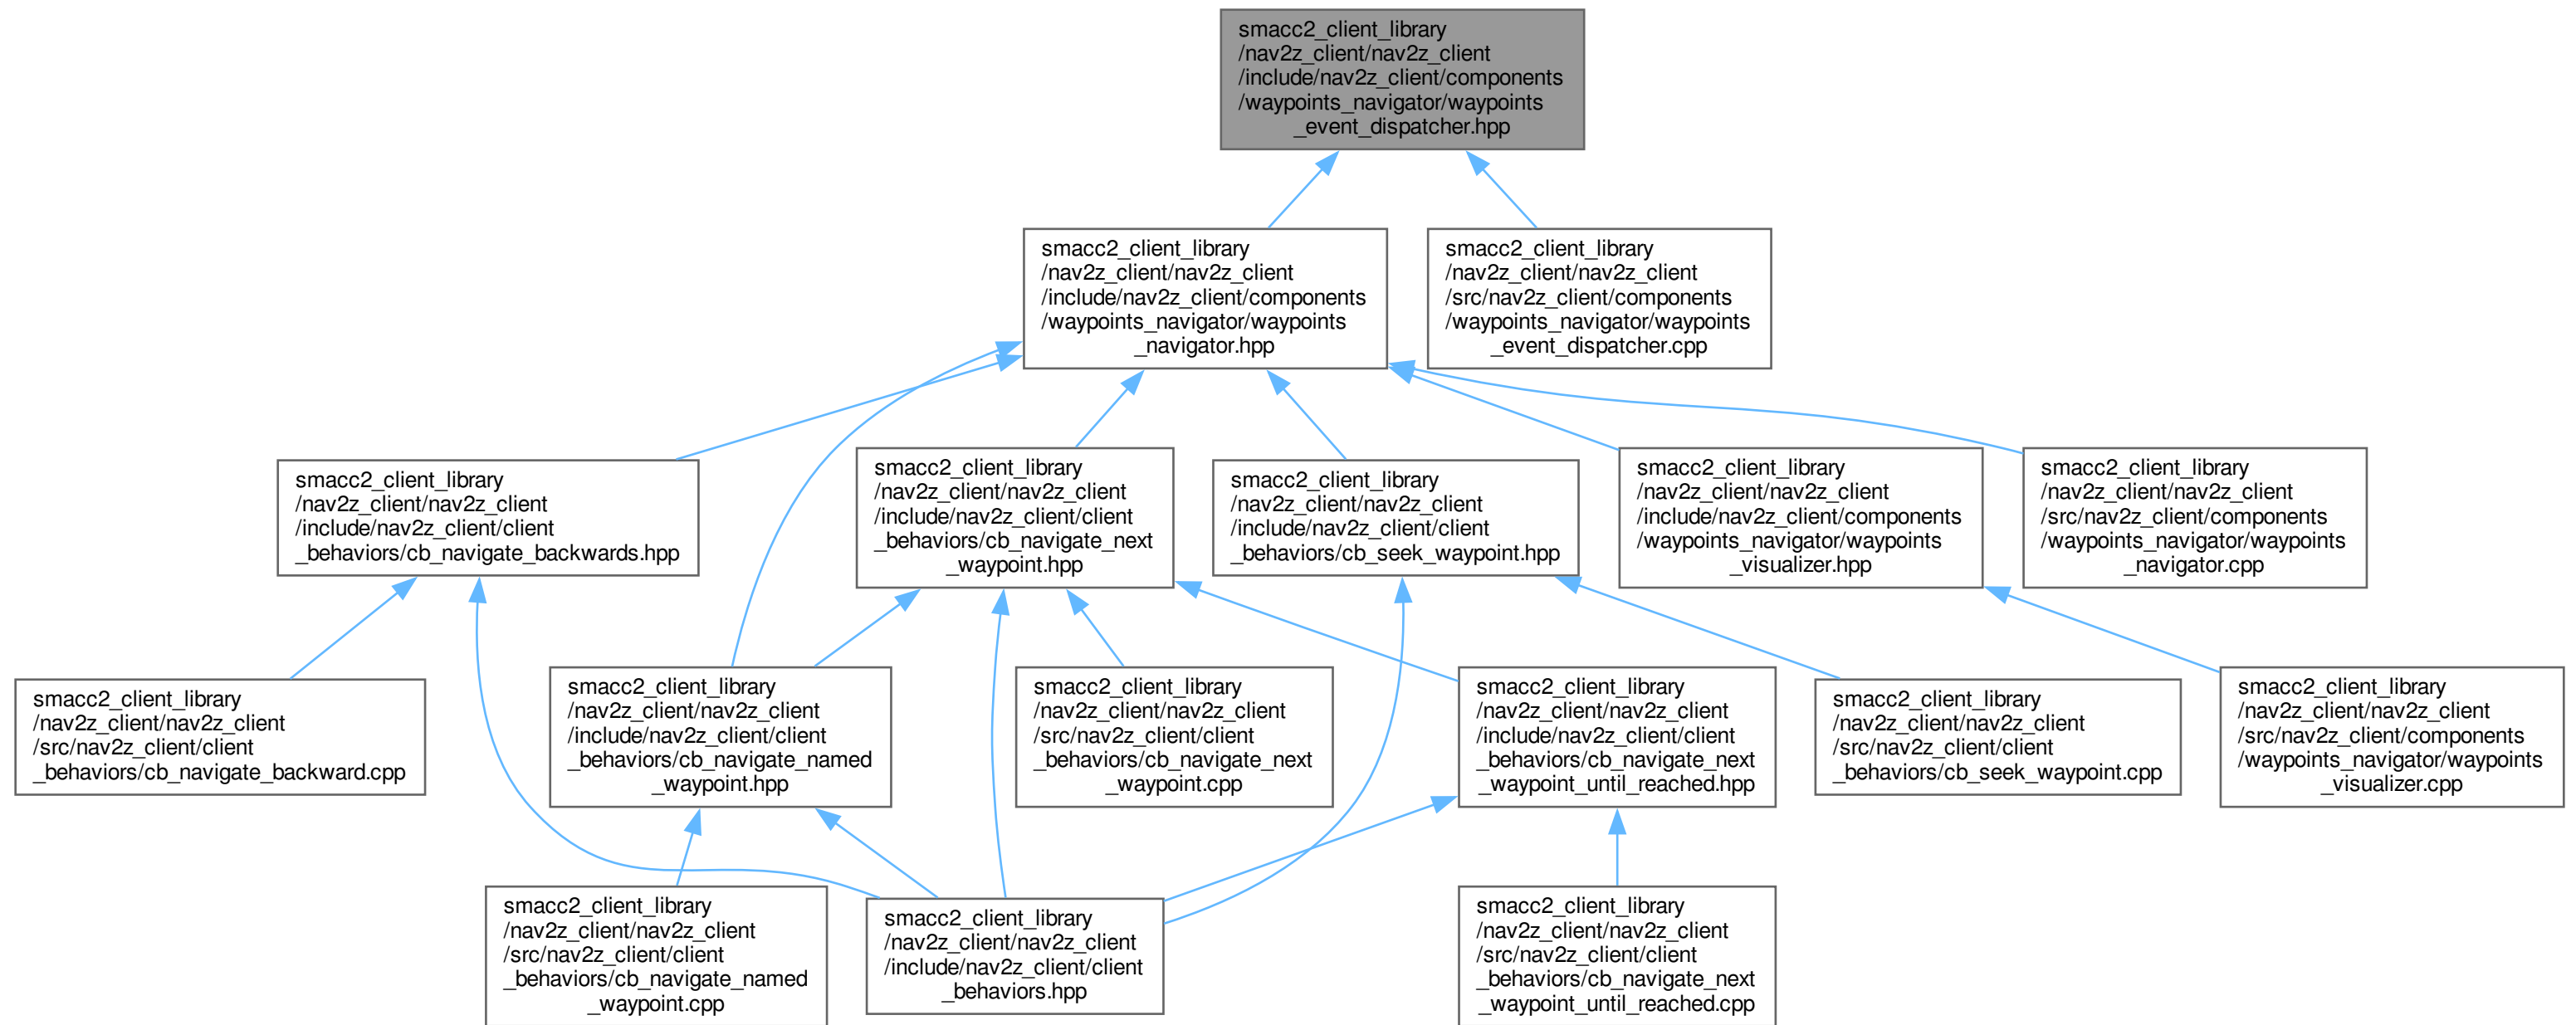 smacc2_client_library
/nav2z_client/nav2z_client
/include/nav2z_client/components
/waypoints_navigator/waypoints
_event_dispatcher.hpp
smacc2_client_library
/nav2z_client/nav2z_client
/include/nav2z_client/components
/waypoints_navigator/waypoints
_navigator.hpp
smacc2_client_library
/nav2z_client/nav2z_client
/src/nav2z_client/components
/waypoints_navigator/waypoints
_event_dispatcher.cpp
smacc2_client_library
/nav2z_client/nav2z_client
/include/nav2z_client/client
_behaviors/cb_navigate_backwards.hpp
smacc2_client_library
/nav2z_client/nav2z_client
/include/nav2z_client/client
_behaviors/cb_navigate_next
_waypoint.hpp
smacc2_client_library
/nav2z_client/nav2z_client
/include/nav2z_client/client
_behaviors/cb_seek_waypoint.hpp
smacc2_client_library
/nav2z_client/nav2z_client
/include/nav2z_client/components
/waypoints_navigator/waypoints
_visualizer.hpp
smacc2_client_library
/nav2z_client/nav2z_client
/src/nav2z_client/components
/waypoints_navigator/waypoints
_navigator.cpp
smacc2_client_library
/nav2z_client/nav2z_client
/src/nav2z_client/client
_behaviors/cb_navigate_backward.cpp
smacc2_client_library
/nav2z_client/nav2z_client
/include/nav2z_client/client
_behaviors/cb_navigate_named
_waypoint.hpp
smacc2_client_library
/nav2z_client/nav2z_client
/src/nav2z_client/client
_behaviors/cb_navigate_next
_waypoint.cpp
smacc2_client_library
/nav2z_client/nav2z_client
/include/nav2z_client/client
_behaviors/cb_navigate_next
_waypoint_until_reached.hpp
smacc2_client_library
/nav2z_client/nav2z_client
/src/nav2z_client/client
_behaviors/cb_seek_waypoint.cpp
smacc2_client_library
/nav2z_client/nav2z_client
/src/nav2z_client/components
/waypoints_navigator/waypoints
_visualizer.cpp
smacc2_client_library
/nav2z_client/nav2z_client
/src/nav2z_client/client
_behaviors/cb_navigate_named
_waypoint.cpp
smacc2_client_library
/nav2z_client/nav2z_client
/include/nav2z_client/client
_behaviors.hpp
smacc2_client_library
/nav2z_client/nav2z_client
/src/nav2z_client/client
_behaviors/cb_navigate_next
_waypoint_until_reached.cpp